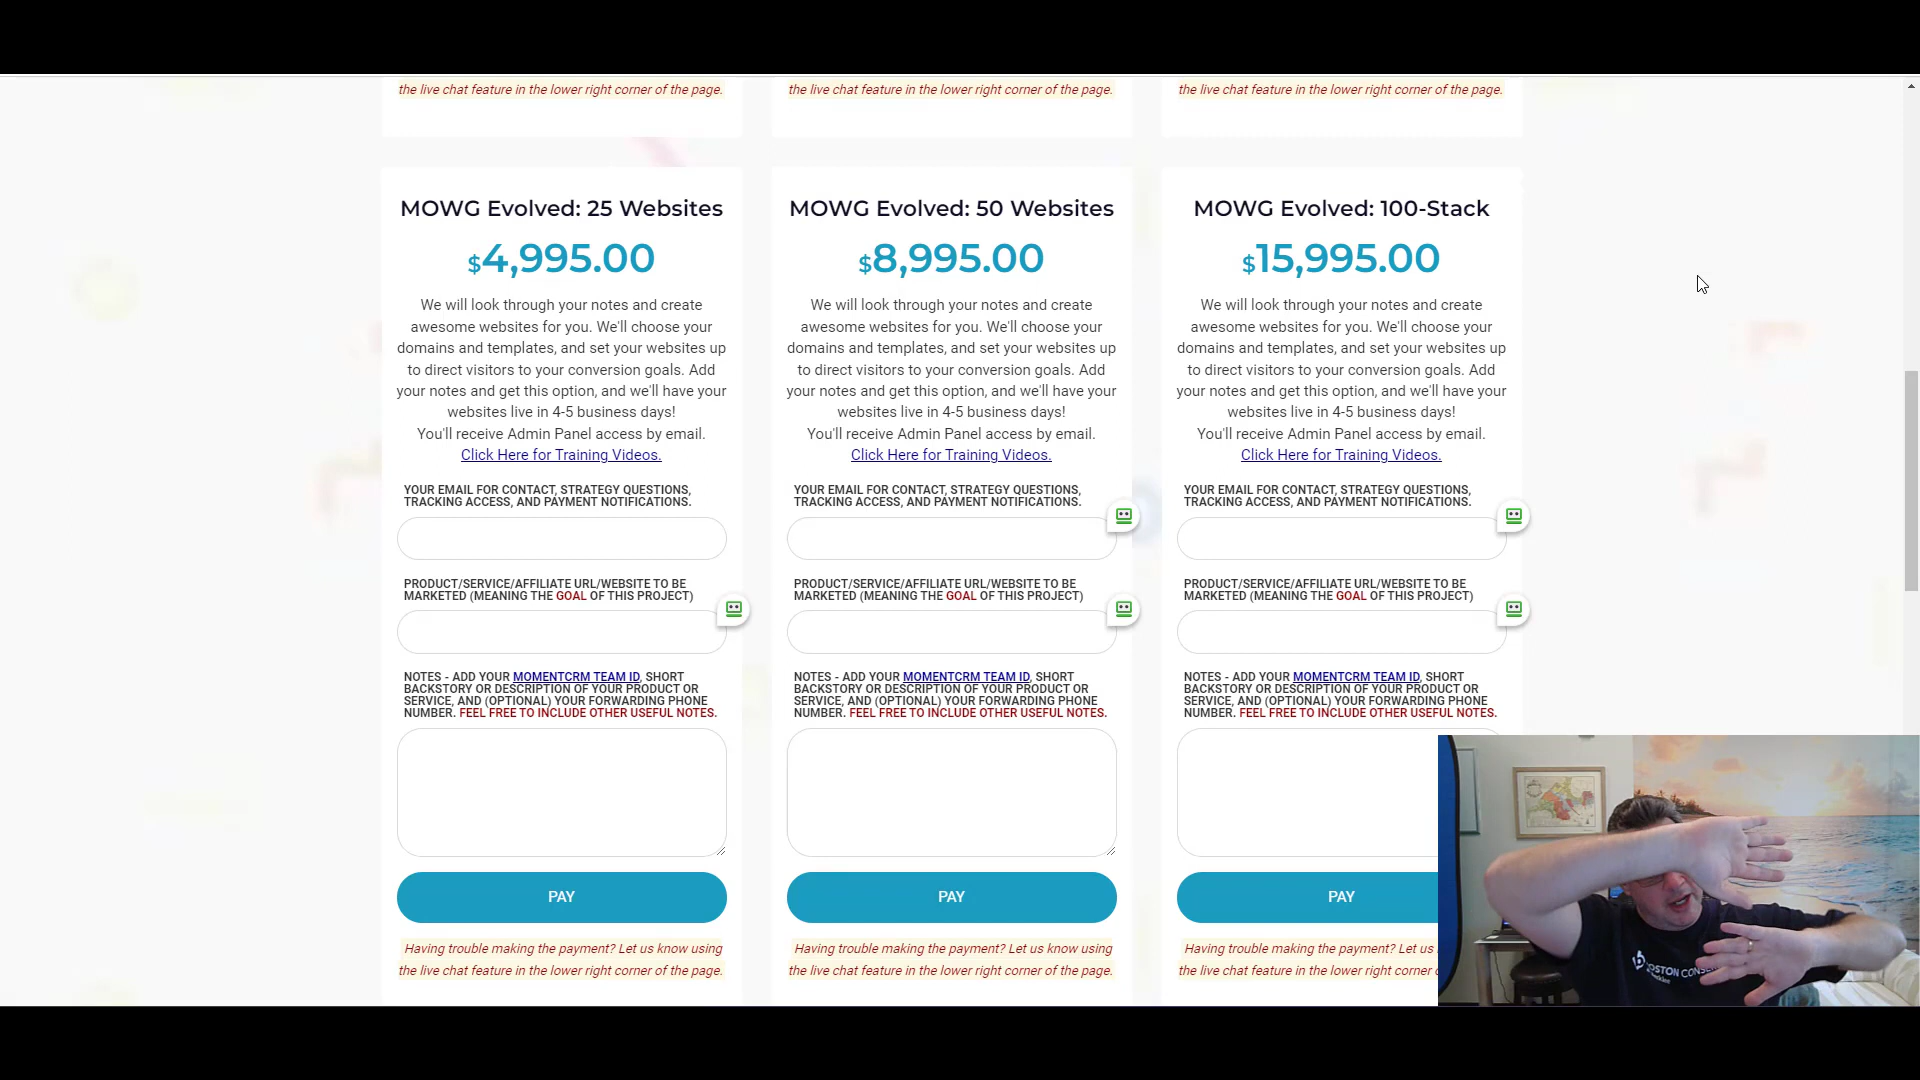 the live chat feature in the lower right corner of the page.
the live chat feature in the lower right corner of the page.
the live chat feature in the lower right corner of the page.
MOWG Evolved: 25 Websites
$4,995.00
We will look through your notes and create
awesome websites for you. We'll choose your
domains and templates, and set your websites up
to direct visitors to your conversion goals. Add
your notes and get this option, and we'll have your
websites live in 4-5 business days!
You'll receive Admin Panel access by email.
Click Here for Training Videos.
YOUR EMAIL FOR CONTACT, STRATEGY QUESTIONS,
TRACKING ACCESS, AND PAYMENT NOTIFICATIONS.
PRODUCT/SERVICE/AFFILIATE URL/WEBSITE TO BE
MARKETED (MEANING THE GOAL OF THIS PROJECT)
NOTES - ADD YOUR MOMENTCRM TEAM ID, SHORT
BACKSTORY OR DESCRIPTION OF YOUR PRODUCT OR
SERVICE, AND (OPTIONAL) YOUR FORWARDING PHONE
NUMBER. FEEL FREE TO INCLUDE OTHER USEFUL NOTES.
PAY
Having trouble making the payment? Let us know using
the live chat feature in the lower right corner of the page.
MOWG Evolved: 50 Websites
$8,995.00
We will look through your notes and create
awesome websites for you. We'll choose your
domains and templates, and set your websites up
to direct visitors to your conversion goals. Add
your notes and get this option, and we'll have your
websites live in 4-5 business days!
You'll receive Admin Panel access by email.
Click Here for Training Videos.
YOUR EMAIL FOR CONTACT, STRATEGY QUESTIONS,
TRACKING ACCESS, AND PAYMENT NOTIFICATIONS.
PRODUCT/SERVICE/AFFILIATE URL/WEBSITE TO BE
MARKETED (MEANING THE GOAL OF THIS PROJECT)
NOTES - ADD YOUR MOMENTCRM TEAM ID, SHORT
BACKSTORY OR DESCRIPTION OF YOUR PRODUCT OR
SERVICE, AND (OPTIONAL) YOUR FORWARDING PHONE
NUMBER. FEEL FREE TO INCLUDE OTHER USEFUL NOTES.
PAY
Having trouble making the payment? Let us know using
the live chat feature in the lower right corner of the page.
MOWG Evolved: 100-Stack
$15,995.00
We will look through your notes and create
awesome websites for you. We'll choose your
domains and templates, and set your websites up
to direct visitors to your conversion goals. Add
your notes and get this option, and we'll have your
websites live in 4-5 business days!
You'll receive Admin Panel access by email.
Click Here for Training Videos.
YOUR EMAIL FOR CONTACT, STRATEGY QUESTIONS,
TRACKING ACCESS, AND PAYMENT NOTIFICATIONS.
PRODUCT/SERVICE/AFFILIATE URL/WEBSITE TO BE
MARKETED (MEANING THE GOAL OF THIS PROJECT)
NOTES - ADD YOUR MOMENTCRM TEAM ID, SHORT
BACKSTORY OR DESCRIPTION OF YOUR PRODUCT OR
SERVICE, AND (OPTIONAL) YOUR FORWARDING PHONE
NUMBER. FEEL FREE TO INCLUDE OTHER USEFUL NOTES.
PAY
Having trouble making the payment? Let us
the live chat feature in the lower right corner